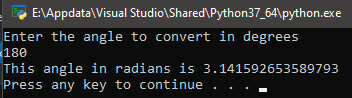 E:\Appdata\Visual Studio\Shared\Python37_64\python.exe
Enter the angle to convert in degrees
180
This angle in radians is 3.141592653589793
Press any key to continue . . .